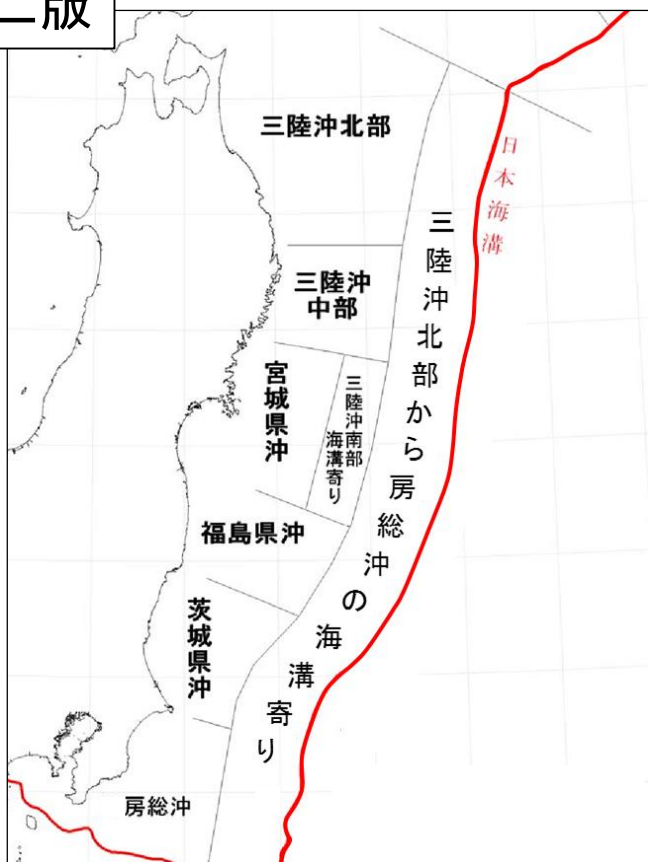 版
三陸沖北部
日本海溝
三陸沖北部から房総沖の海溝寄り
三陸沖
中部
宮城県沖
三陸沖南部
海溝寄り
福島県沖
茨城県沖
房総沖